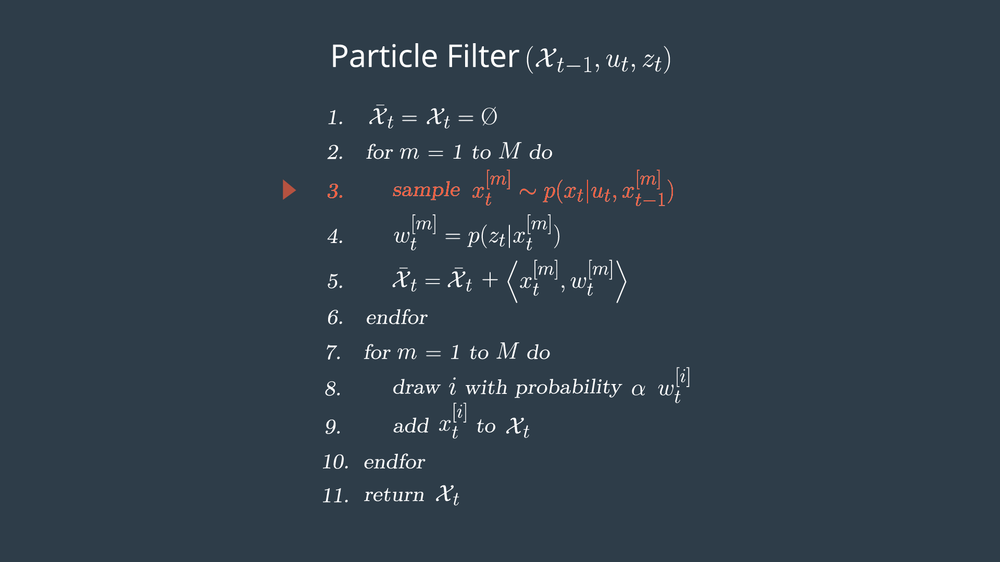 Particle Filter $(\mathcal{X}_{t-1}, u_t, z_t)$
1. $\bar{\mathcal{X}}_t = \mathcal{X}_t = \emptyset$
2. for $m$ = 1 to $M$ do
3. sample $x_t^{[m]} \sim p(x_t|u_t, x_{t-1}^{[m]})$
4. $w_t^{[m]} = p(z_t|x_t^{[m]})$
5. $\bar{\mathcal{X}}_t = \bar{\mathcal{X}}_t + \left\langle x_t^{[m]}, w_t^{[m]} \right\rangle$
6. endfor
7. for $m$ = 1 to $M$ do
8. draw $i$ with probability $\alpha$ $w_t^{[i]}$
9. add $x_t^{[i]}$ to $\mathcal{X}_t$
10. endfor
11. return $\mathcal{X}_t$